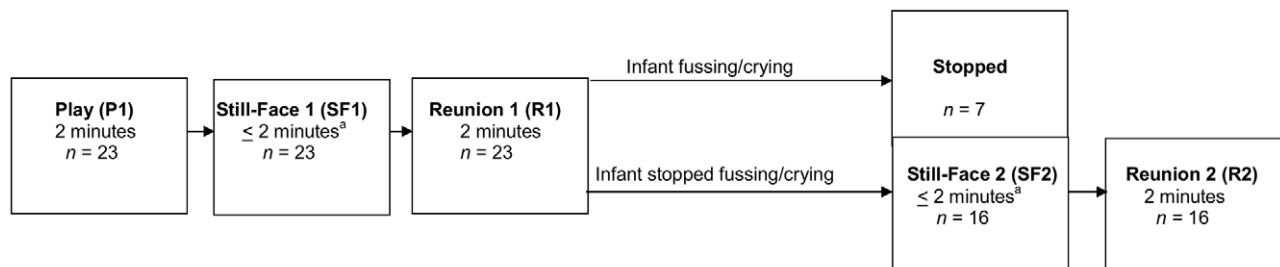 Play (P1)
2 minutes
n = 23
Still-Face 1 (SF1)
≤ 2 minutesᵃ
n = 23
Reunion 1 (R1)
2 minutes
n = 23
Infant fussing/crying
Stopped
n = 7
Infant stopped fussing/crying
Still-Face 2 (SF2)
≤ 2 minutesᵃ
n = 16
Reunion 2 (R2)
2 minutes
n = 16